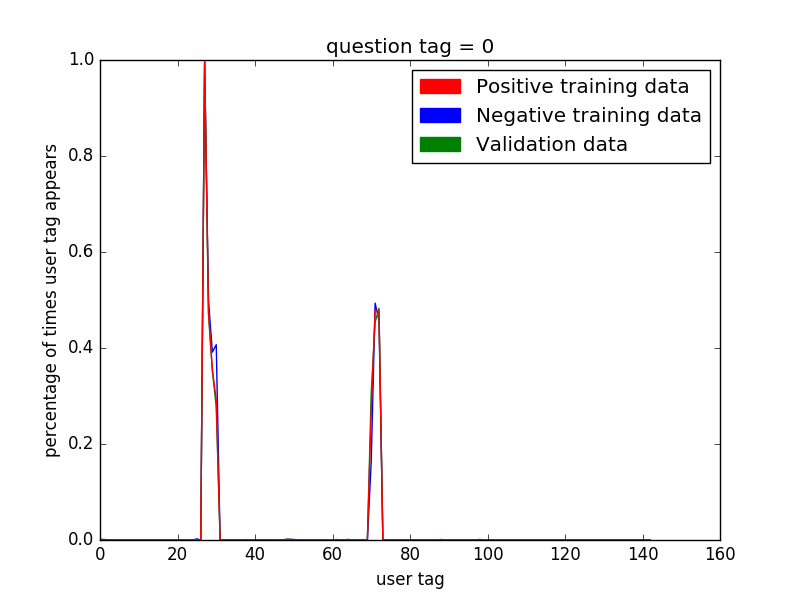 question tag = 0
Positive training data
Negative training data
Validation data
percentage of times user tag appears
1.0
0.8
0.6
0.4
0.2
0.0
0 20 40 60 80 100 120 140 160
user tag